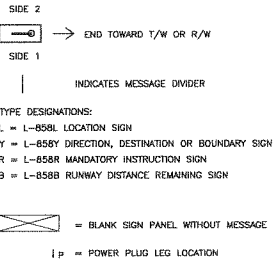 SIDE 2
END TOWARD T/W OR R/W
SIDE 1
INDICATES MESSAGE DIVIDER
TYPE DESIGNATIONS:
L = L-858L LOCATION SIGN
Y = L-858Y DIRECTION, DESTINATION OR BOUNDARY SIGN
R = L-858R MANDATORY INSTRUCTION SIGN
B = L-858B RUNWAY DISTANCE REMAINING SIGN
= BLANK SIGN PANEL WITHOUT MESSAGE
P = POWER PLUG LEG LOCATION